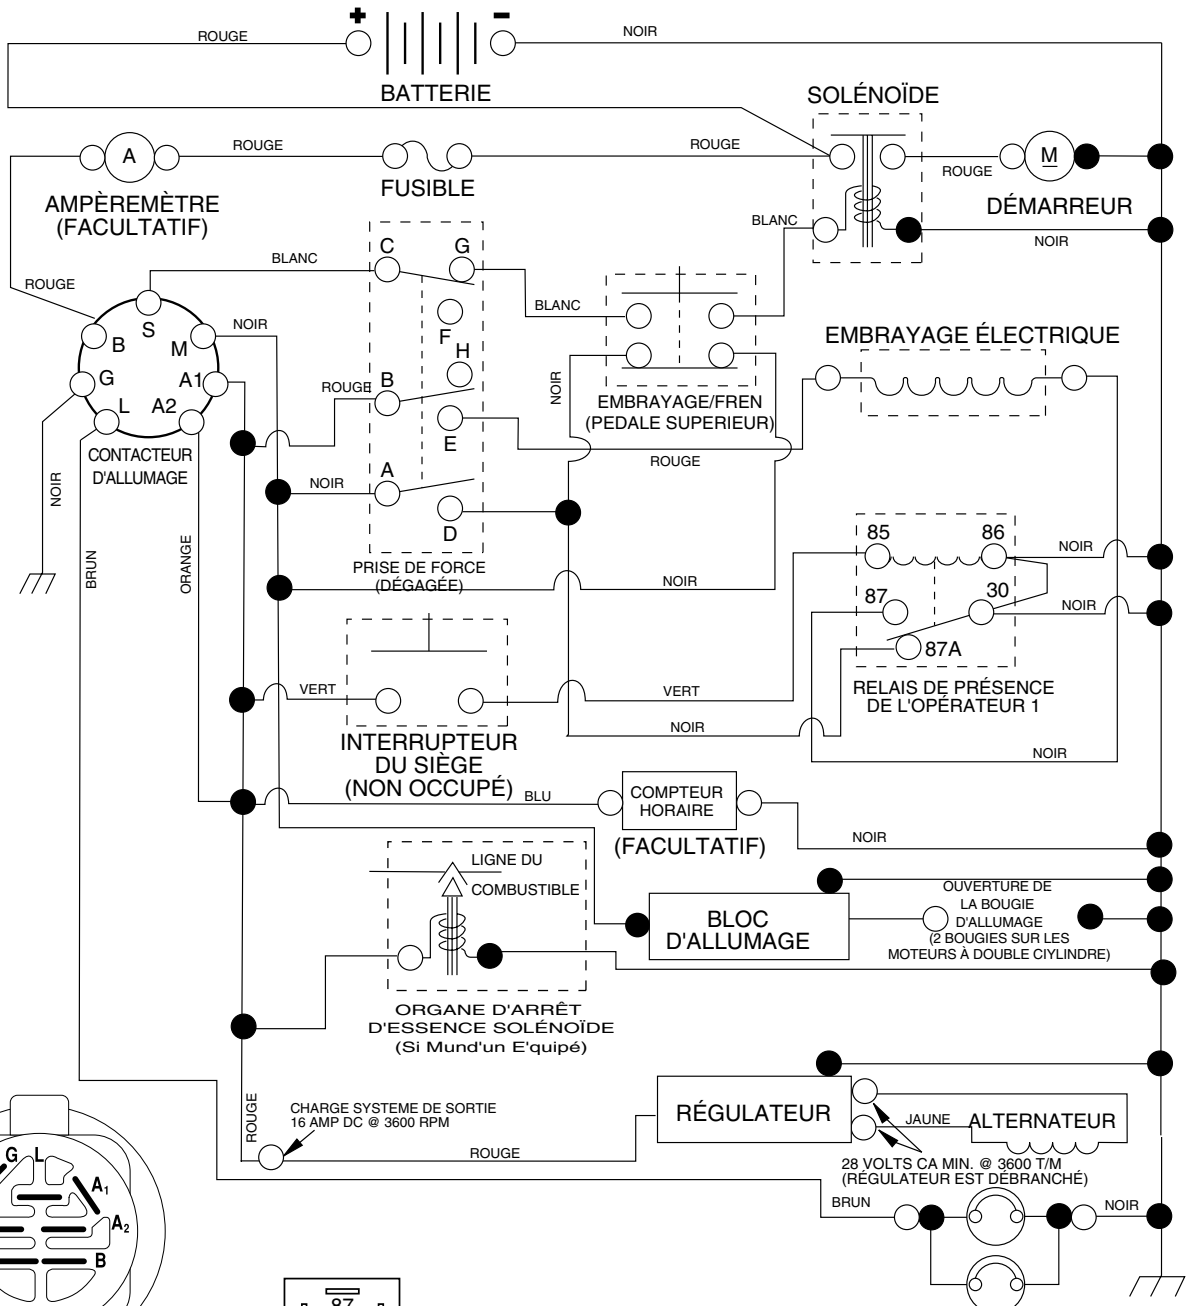 + -
ROUGE
NOIR
BATTERIE
SOLÉNOÏDE
A
ROUGE
ROUGE
ROUGE
M
AMPÈREMÈTRE
(FACULTATIF)
FUSIBLE
DÉMARREUR
BLANC
NOIR
ROUGE
BLANC
C
G
BLANC
F
H
S
B
M
NOIR
G
A1
L
A2
CONTACTEUR
D'ALLUMAGE
ROUGE
B
E
NOIR
EMBRAYAGE/FREN
(PEDALE SUPERIEUR)
EMBRAYAGE ÉLECTRIQUE
ROUGE
NOIR
A
D
NOIR
BRUN
ORANGE
PRISE DE FORCE
(DÉGAGÉE)
NOIR
85
86
NOIR
87
30
NOIR
87A
RELAIS DE PRÉSENCE
DE L'OPÉRATEUR 1
VERT
VERT
NOIR
NOIR
INTERRUPTEUR
DU SIÈGE
(NON OCCUPÉ)
BLU
COMPTEUR
HORAIRE
(FACULTATIF)
NOIR
LIGNE DU
COMBUSTIBLE
BLOC
D'ALLUMAGE
OUVERTURE DE
LA BOUGIE
D'ALLUMAGE
(2 BOUGIES SUR LES
MOTEURS À DOUBLE CIYLINDRE)
ORGANE D'ARRÊT
D'ESSENCE SOLÉNOÏDE
(Si Mund'un E'quipé)
ROUGE
CHARGE SYSTEME DE SORTIE
16 AMP DC @ 3600 RPM
ROUGE
RÉGULATEUR
JAUNE
ALTERNATEUR
28 VOLTS CA MIN. @ 3600 T/M
(RÉGULATEUR EST DÉBRANCHÉ)
BRUN
NOIR
G
L
A1
A2
B
87